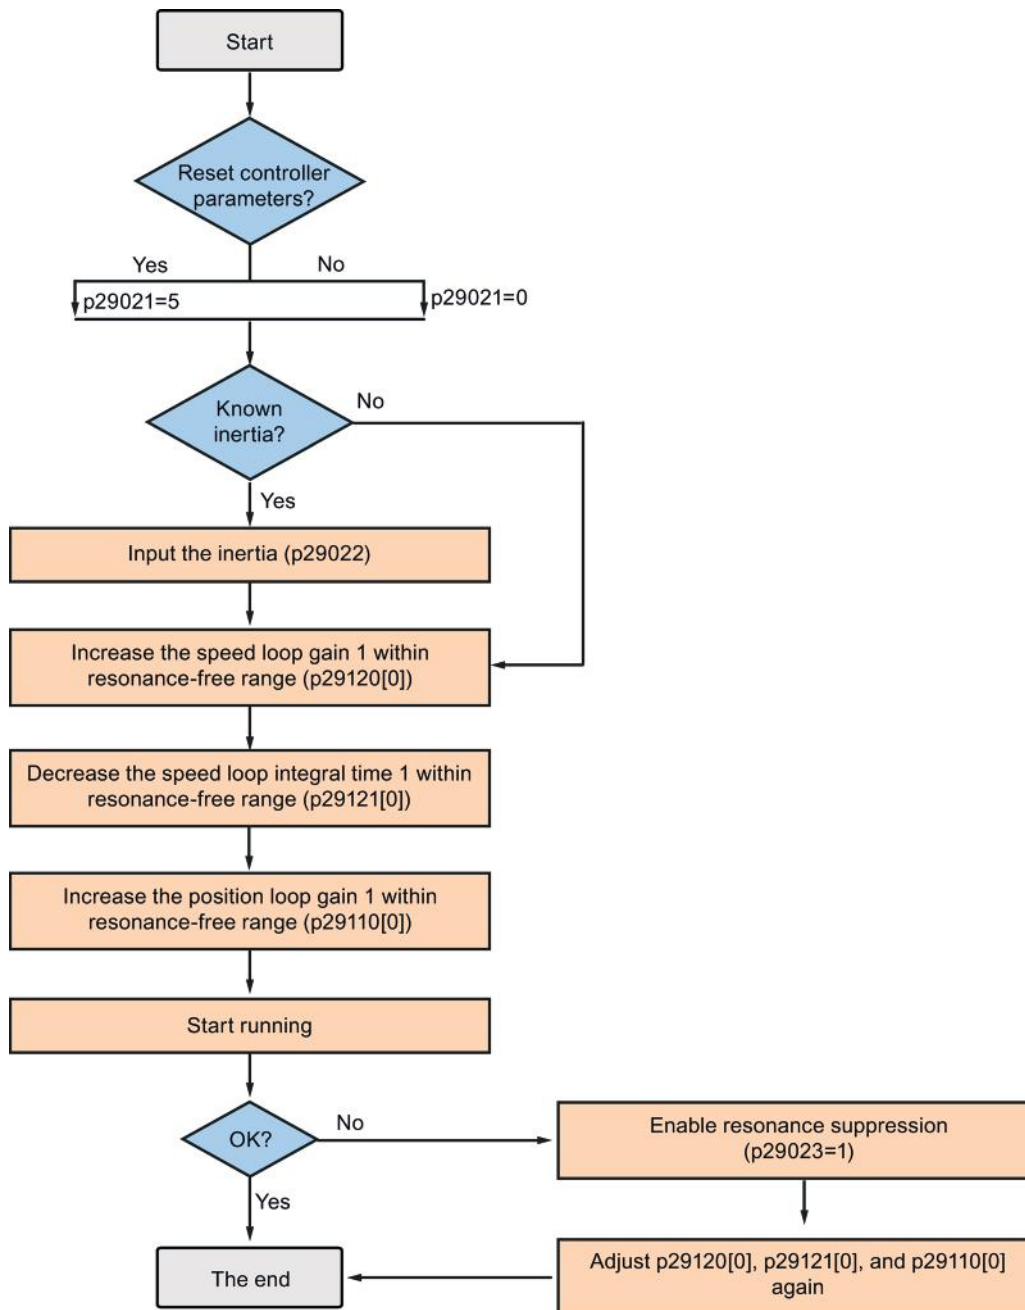 Start
Reset controller
parameters?
Yes
No
p29021=5
p29021=0
Known
inertia?
No
Yes
Input the inertia (p29022)
Increase the speed loop gain 1 within
resonance-free range (p29120[0])
Decrease the speed loop integral time 1 within
resonance-free range (p29121[0])
Increase the position loop gain 1 within
resonance-free range (p29110[0])
Start running
OK?
No
Enable resonance suppression
(p29023=1)
Yes
The end
Adjust p29120[0], p29121[0], and p29110[0]
again